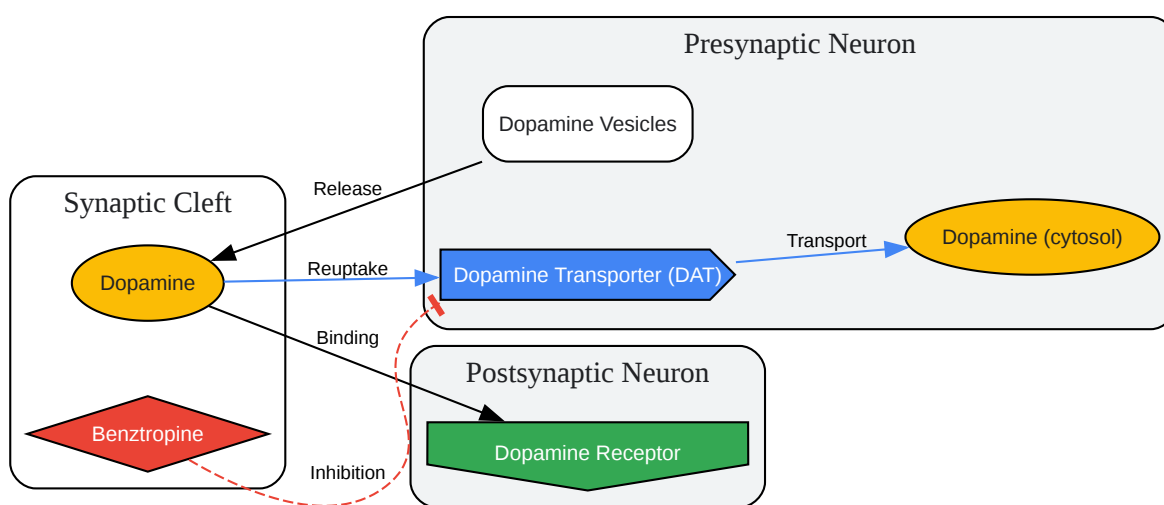 Presynaptic Neuron
Dopamine Vesicles
Release
Synaptic Cleft
Dopamine
Reuptake
Dopamine Transporter (DAT)
Transport
Dopamine (cytosol)
Binding
Postsynaptic Neuron
Benztropine
Dopamine Receptor
Inhibition